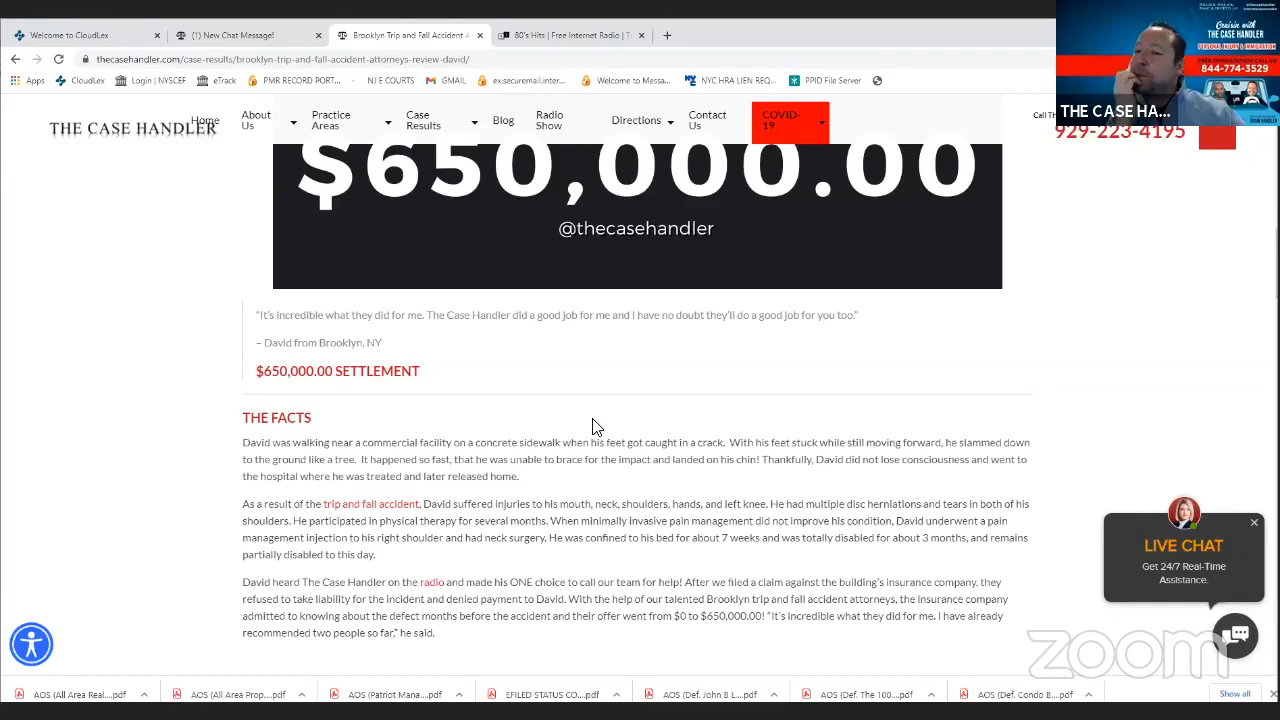 Welcome to CloudLex
(1) New Chat Message!
Brooklyn Trip and Fall Accident A
80's Hits | Free Internet Radio | T
thecasehandler.com/case-results/brooklyn-trip-and-fall-accident-attorneys-review-david/
Apps
CloudLex
Login | NYSCEF
eTrack
PMR RECORD PORT...
NJ E COURTS
GMAIL
ex.securdocshare.co...
Welcome to Messa...
NYC HRA LIEN REQ...
PPID File Server
THE CASE HANDLER
Home
About Us
Practice Areas
Case Results
Blog
Radio Show
Directions
Contact Us
COVID-19
Call Th
929-223-4195
@thecasehandler
Cruisin with
THE CASE HANDLER
PERSONAL INJURY & IMMIGRATION
FREE CONSULTATION CALL US
844-774-3529
THE CASE HA...
$650,000.00
@thecasehandler
“It’s incredible what they did for me. The Case Handler did a good job for me and I have no doubt they’ll do a good job for you too.”
– David from Brooklyn, NY
$650,000.00 SETTLEMENT
THE FACTS
David was walking near a commercial facility on a concrete sidewalk when his feet got caught in a crack.  With his feet stuck while still moving forward, he slammed down
to the ground like a tree.  It happened so fast, that he was unable to brace for the impact and landed on his chin! Thankfully, David did not lose consciousness and went to
the hospital where he was treated and later released home.
As a result of the trip and fall accident, David suffered injuries to his mouth, neck, shoulders, hands, and left knee. He had multiple disc herniations and tears in both of his
shoulders. He participated in physical therapy for several months. When minimally invasive pain management did not improve his condition, David underwent a pain
management injection to his right shoulder and had neck surgery. He was confined to his bed for about 7 weeks and was totally disabled for about 3 months, and remains
partially disabled to this day.
David heard The Case Handler on the radio and made his ONE choice to call our team for help! After we filed a claim against the building’s insurance company, they
refused to take liability for the incident and deny payment to David. With the help of our talented Brooklyn trip and fall accident attorneys, the insurance company
admitted to knowing about the defect months before the accident and their offer went from $0 to $650,000.00! “It’s incredible what they did for me. I have already
recommended two people so far,” he said.
LIVE CHAT
Get 24/7 Real-Time
Assistance.
zoom
AOS (All Area Real....pdf
AOS (All Area Prop....pdf
AOS (Patriot Mana....pdf
EFILED STATUS CO....pdf
AOS (Def. John B L....pdf
AOS (Def. The 100....pdf
AOS (Def. Condo B....pdf
Show all